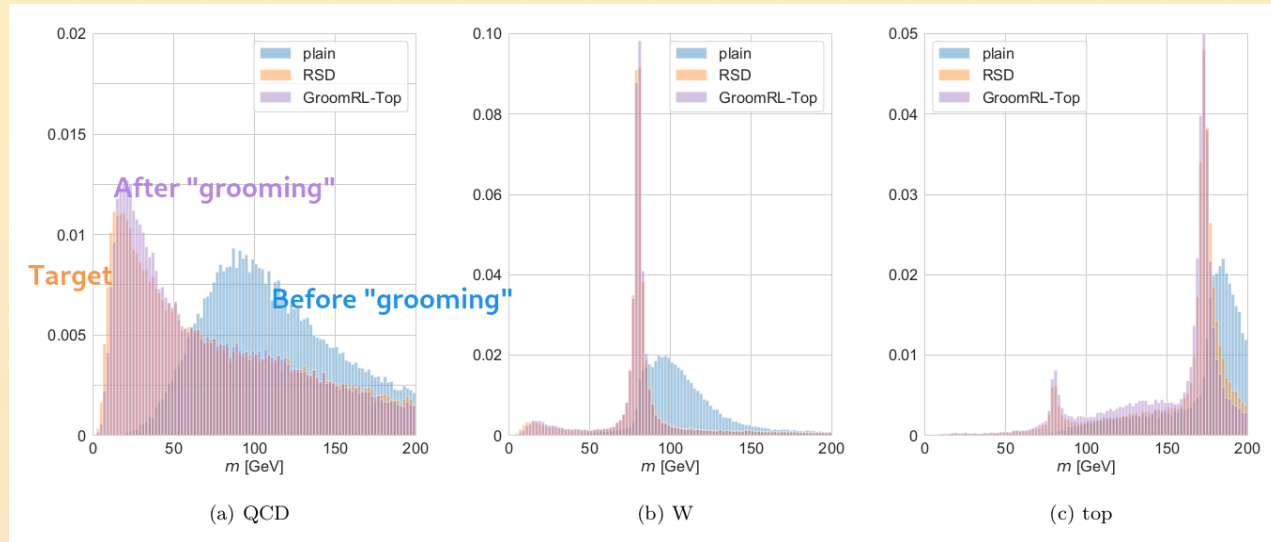 0.02
0.015
0.01
0.005
0
plain
RSD
GroomRL-Top
After "grooming"
Target
Before "grooming"
0 50 100 150 200
m [GeV]
(a) QCD
0.10
0.08
0.06
0.04
0.02
0
plain
RSD
GroomRL-Top
0 50 100 150 200
m [GeV]
(b) W
0.05
0.04
0.03
0.02
0.01
0
plain
RSD
GroomRL-Top
0 50 100 150 200
m [GeV]
(c) top